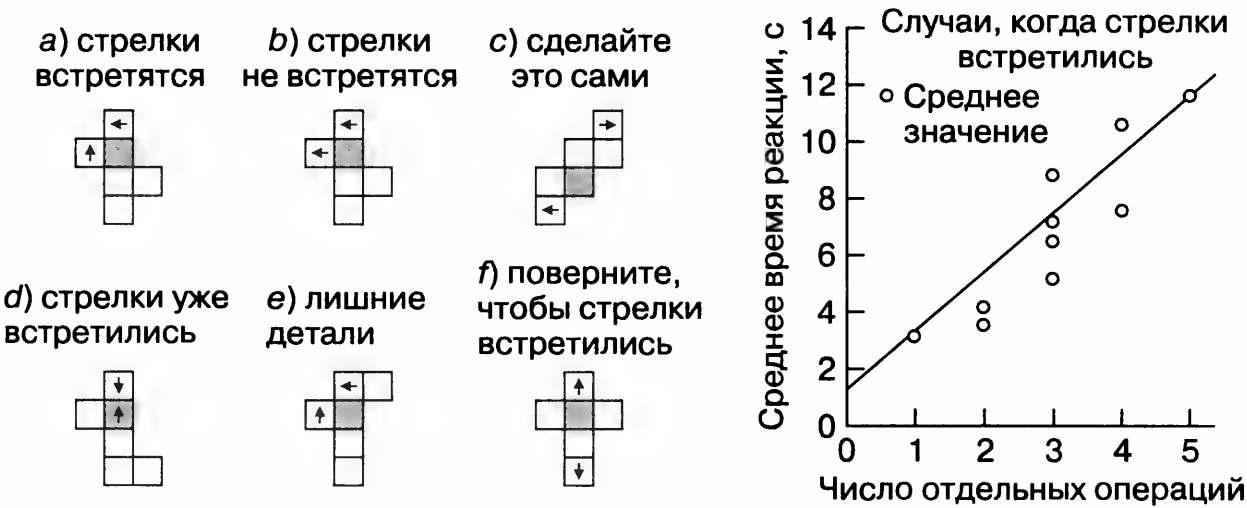 a) стрелки
встретятся
b) стрелки
не встретятся
c) сделайте
это сами
d) стрелки уже
встретились
e) лишние
детали
f) поверните,
чтобы стрелки
встретились
Среднее время реакции, с
14
12
10
8
6
4
2
0
Случаи, когда стрелки
встретились
Среднее
значение
0 1 2 3 4 5
Число отдельных операций